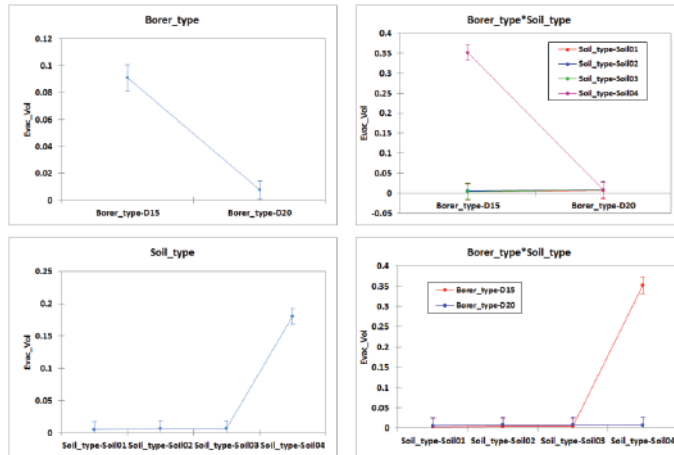 Borer_type
0.12
0.1
0.08
0.06
0.04
0.02
0
Evac_Vol
Borer_type-D15 Borer_type-D20
Borer_type*Soil_type
0.4
0.35
0.3
0.25
0.2
0.15
0.1
0.05
0
-0.05
Evac_Vol
Soil_type-Soil01
Soil_type-Soil02
Soil_type-Soil03
Soil_type-Soil04
Borer_type-D15 Borer_type-D20
Soil_type
0.25
0.2
0.15
0.1
0.05
0
Evac_Vol
Soil_type-Soil01 Soil_type-Soil02 Soil_type-Soil03 Soil_type-Soil04
Borer_type*Soil_type
0.4
0.35
0.3
0.25
0.2
0.15
0.1
0.05
0
Evac_Vol
Borer_type-D15
Borer_type-D20
Soil_type-Soil01 Soil_type-Soil02 Soil_type-Soil03 Soil_type-Soil04